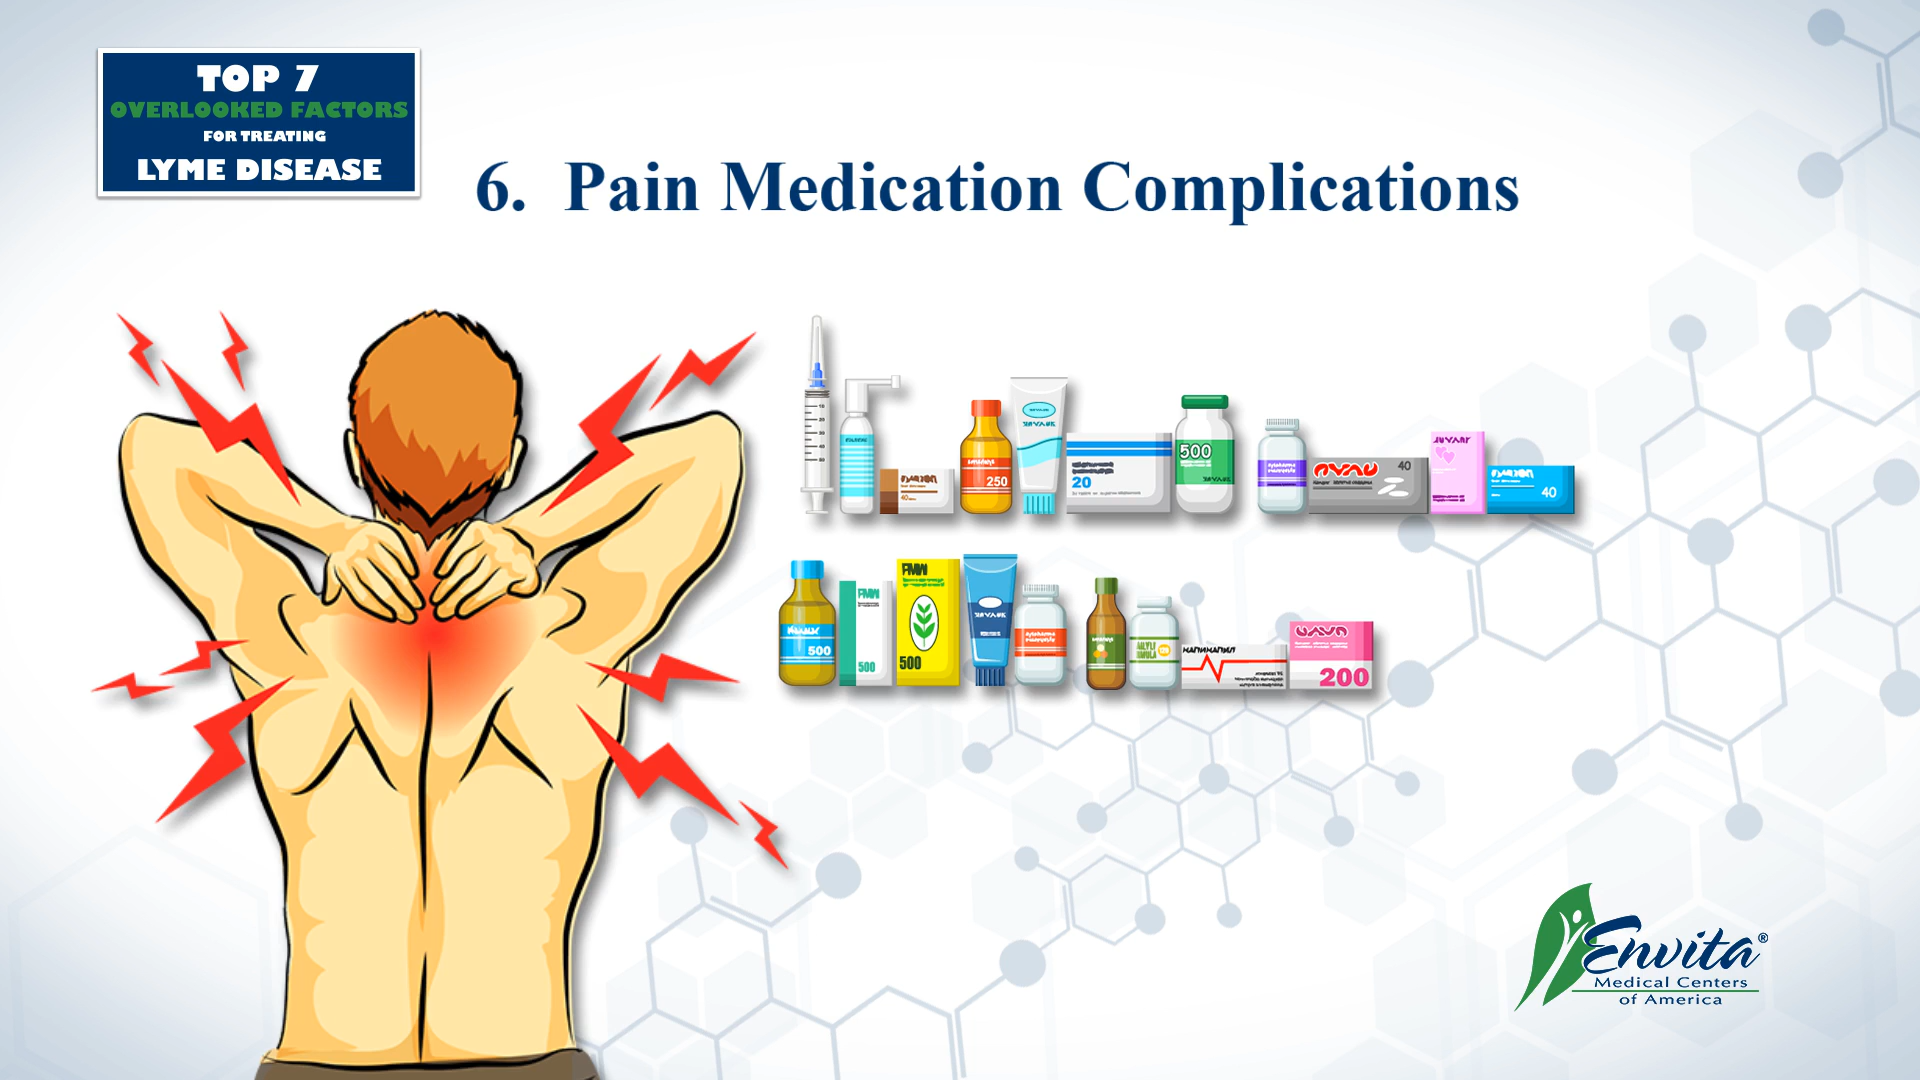 TOP 7
OVERLOOKED FACTORS
FOR TREATING
LYME DISEASE
6. Pain Medication Complications
40
250
20
500
40
40
500
500
500
200
Envita®
Medical Centers
of America